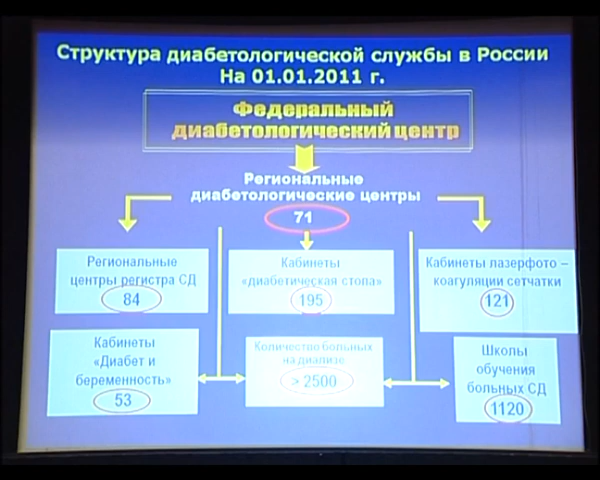 Структура диабетологической службы в России
На 01.01.2011 г.
Федеральный
диабетологический центр
Региональные
диабетологические центры
71
Региональные
центры регистра СД
84
Кабинеты
«диабетическая стопа»
195
Кабинеты лазерфото –
коагуляции сетчатки
121
Кабинеты
«Диабет и
беременность»
53
Количество больных
на диализе:
> 2500
Школы
обучения
больных СД
1120